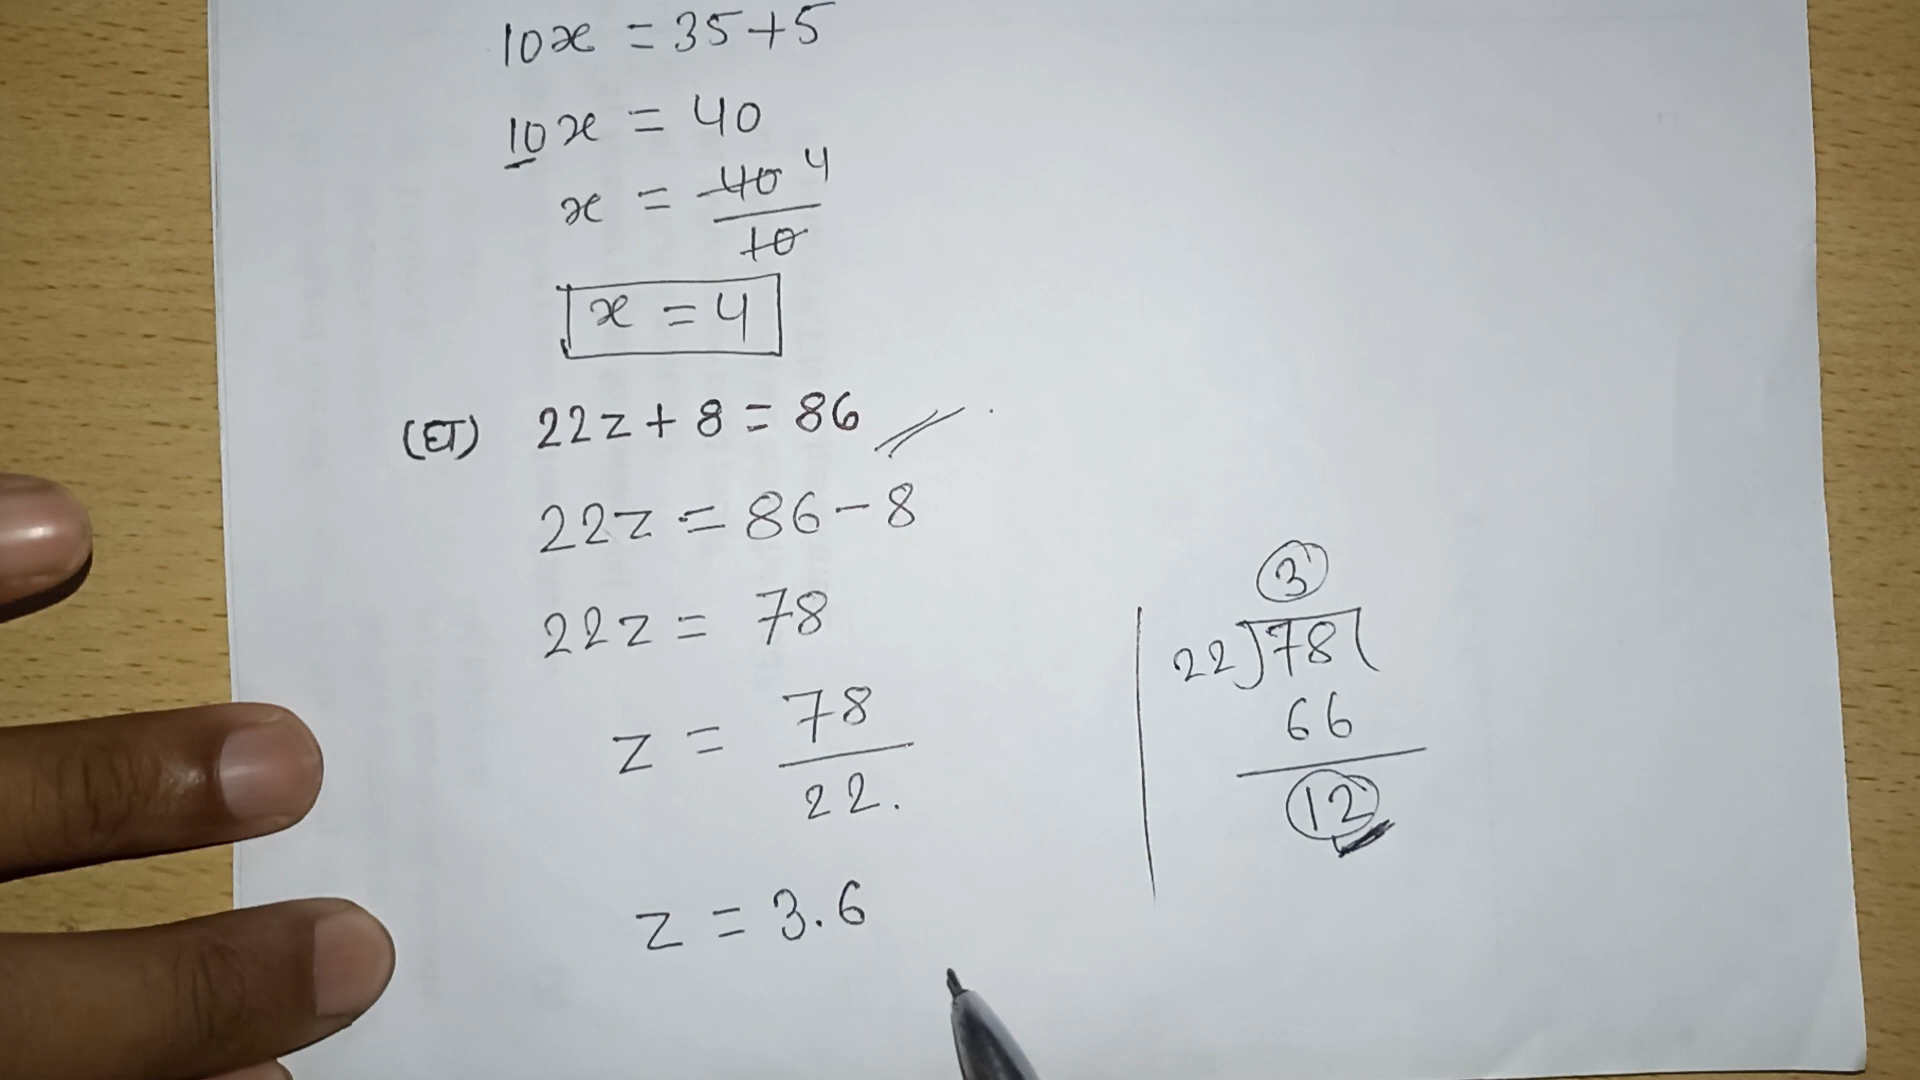 10x = 35+5
10x = 40
x = 40 4
10
x = 4
(घ) 22z + 8 = 86
22z = 86 - 8
22z = 78
z = 78
22.
z = 3.6
3
22)78(
66
12